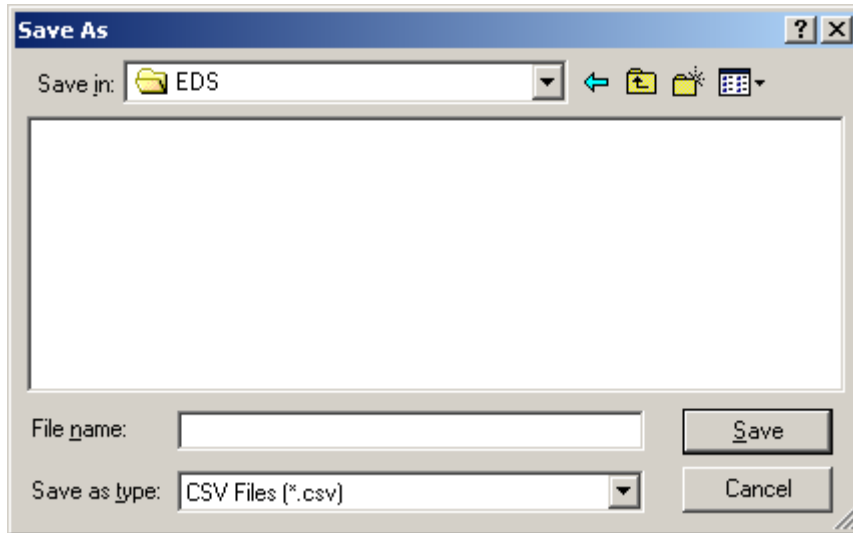 Save As
Save in: EDS
File name:
Save
Save as type: CSV Files (*.csv)
Cancel